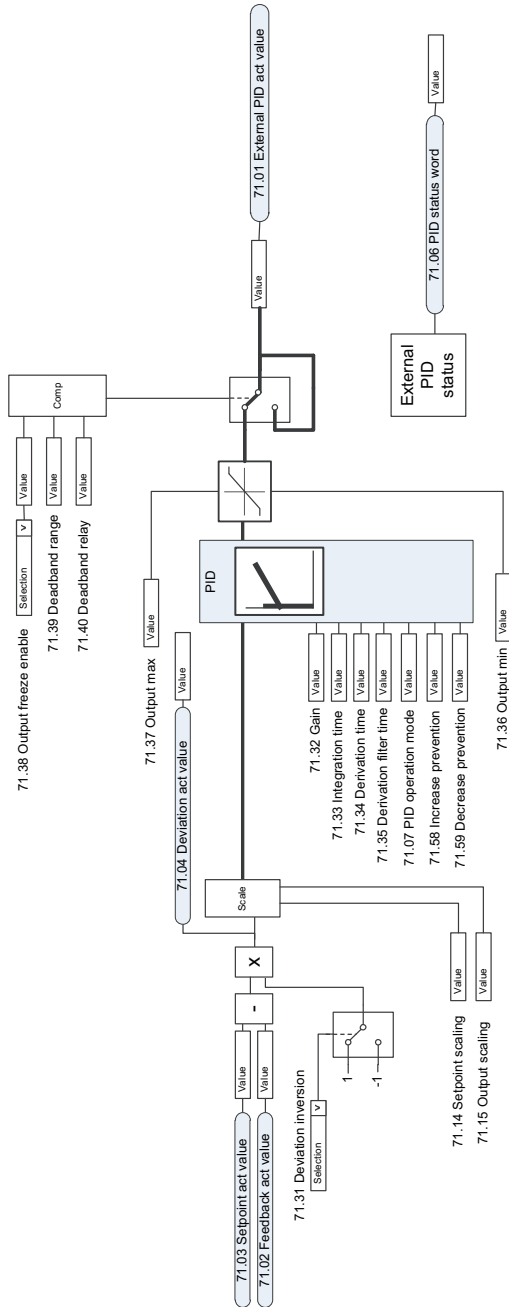 71.03 Setpoint act value
Value
71.02 Feedback act value
Value
-
X
71.31 Deviation inversion
Selection
v
1
-1
71.04 Deviation act value
Value
Scale
71.14 Setpoint scaling
Value
71.15 Output scaling
Value
PID
71.32 Gain
Value
71.33 Integration time
Value
71.34 Derivation time
Value
71.35 Derivation filter time
Value
71.07 PID operation mode
Value
71.58 Increase prevention
Value
71.59 Decrease prevention
Value
71.37 Output max
Value
71.36 Output min
Value
71.38 Output freeze enable
Selection
v
Value
71.39 Deadband range
Value
71.40 Deadband relay
Value
Comp
Value
71.01 External PID act value
External
PID
status
71.06 PID status word
Value